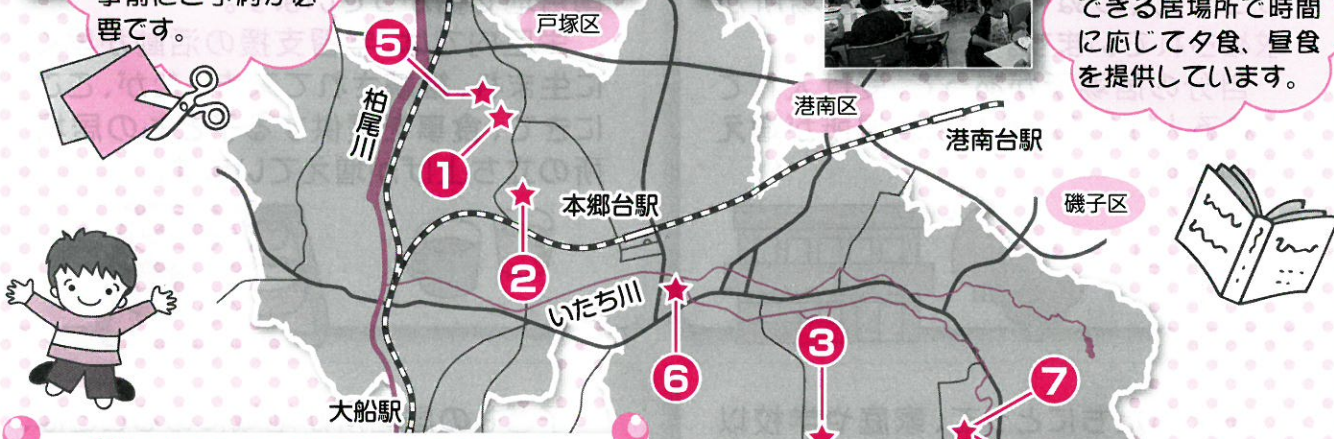 要です。
できる居場所で時間
に応じて夕食、昼食
を提供しています。
戸塚区
5
港南区
柏尾川
港南台駅
1
本郷台駅
磯子区
2
いたち川
3
6
7
大船駅